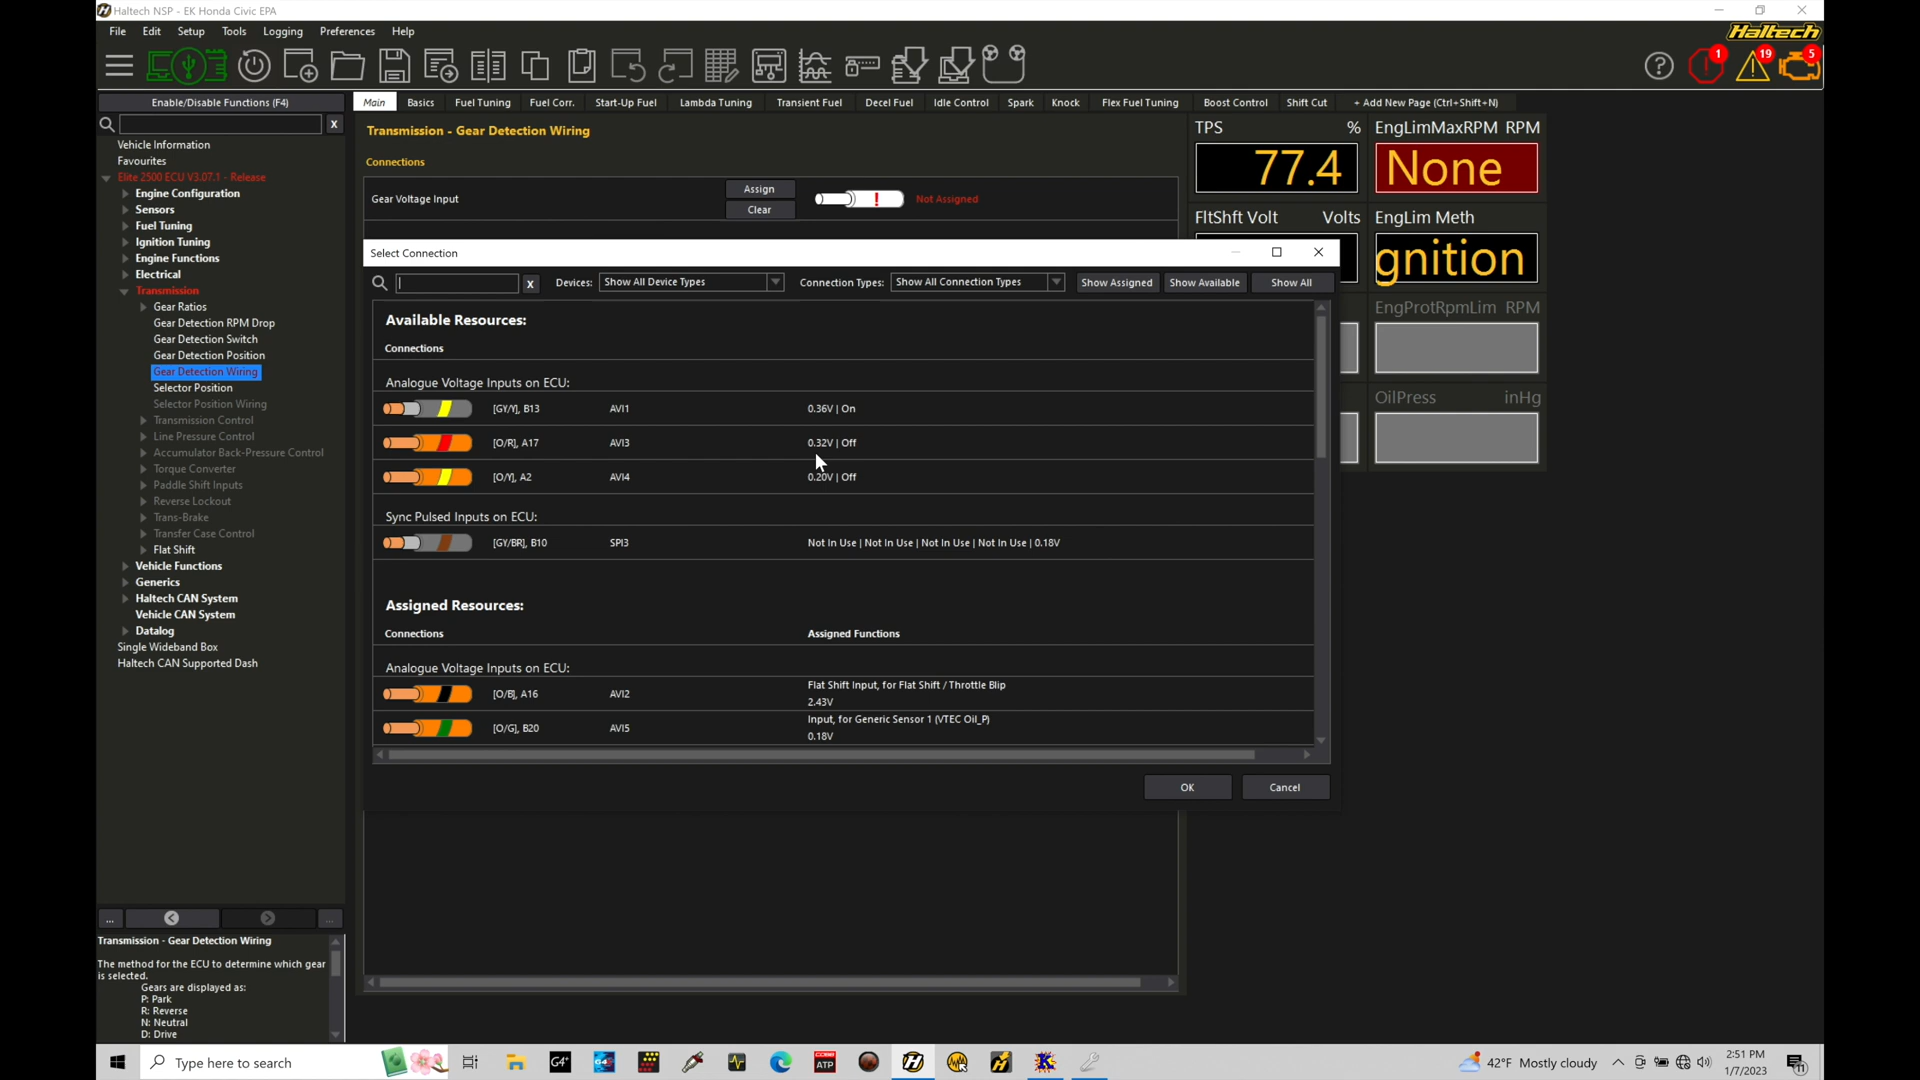 Haltech NSP - EK Honda Civic EPA
File Edit Setup Tools Logging Preferences Help
Haltech
1 19 5
Enable/Disable Functions (F4)
Main Basics Fuel Tuning Fuel Corr. Start-Up Fuel Lambda Tuning Transient Fuel Decel Fuel Idle Control Spark Knock Flex Fuel Tuning Boost Control Shift Cut + Add New Page (Ctrl+Shift+N)
x
Vehicle Information
Favourites
Elite 2500 ECU V3.07.1 - Release
Engine Configuration
Sensors
Fuel Tuning
Ignition Tuning
Engine Functions
Electrical
Transmission
Gear Ratios
Gear Detection RPM Drop
Gear Detection Switch
Gear Detection Position
Gear Detection Wiring
Selector Position
Selector Position Wiring
Transmission Control
Line Pressure Control
Accumulator Back-Pressure Control
Torque Converter
Paddle Shift Inputs
Reverse Lockout
Trans-Brake
Transfer Case Control
Flat Shift
Vehicle Functions
Generics
Haltech CAN System
Vehicle CAN System
Datalog
Single Wideband Box
Haltech CAN Supported Dash
... ...
Transmission - Gear Detection Wiring
The method for the ECU to determine which gear
is selected.
Gears are displayed as:
P: Park
R: Reverse
N: Neutral
D: Drive
Transmission - Gear Detection Wiring
Connections
Gear Voltage Input
Assign
Clear
! Not Assigned
Select Connection
x Devices: Show All Device Types Connection Types: Show All Connection Types Show Assigned Show Available Show All
Available Resources:
Connections
Analogue Voltage Inputs on ECU:
[GY/Y], B13 AVI1 0.36V | On
[O/R], A17 AVI3 0.32V | Off
[O/Y], A2 AVI4 0.20V | Off
Sync Pulsed Inputs on ECU:
[GY/BR], B10 SPI3 Not In Use | Not In Use | Not In Use | Not In Use | 0.18V
Assigned Resources:
Connections Assigned Functions
Analogue Voltage Inputs on ECU:
[O/B], A16 AVI2 Flat Shift Input, for Flat Shift / Throttle Blip
2.43V
[O/G], B20 AVI5 Input, for Generic Sensor 1 (VTEC Oil_P)
0.18V
OK Cancel
TPS %
77.4
EngLimMaxRPM RPM
None
FltShft Volt Volts
EngLim Meth
gnition
EngProtRpmLim RPM
OilPress inHg
Type here to search
G4+
COBB
ATP
42°F Mostly cloudy
2:51 PM
1/7/2023